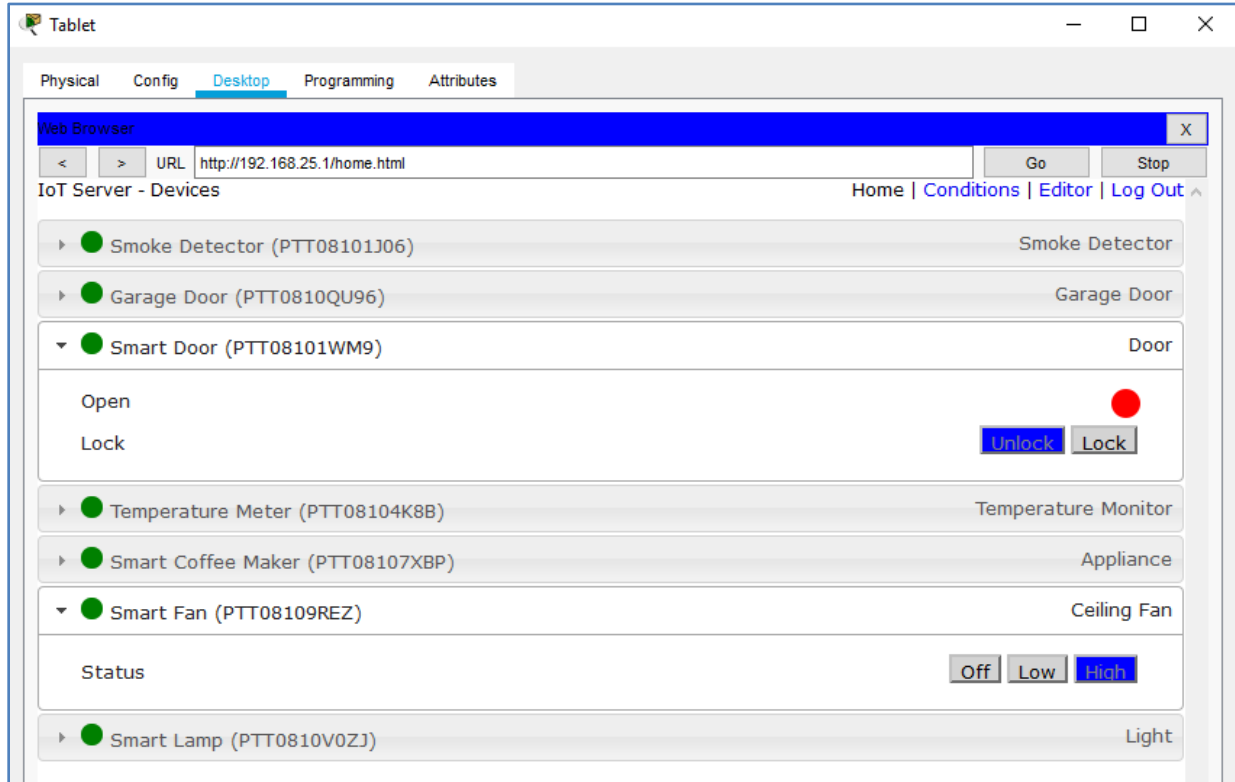 Tablet
Physical Config Desktop Programming Attributes
Web Browser X
< > URL http://192.168.25.1/home.html Go Stop
IoT Server - Devices Home | Conditions | Editor | Log Out
Smoke Detector (PTT08101J06) Smoke Detector
Garage Door (PTT0810QU96) Garage Door
Smart Door (PTT08101WM9) Door
Open
Lock Unlock Lock
Temperature Meter (PTT08104K8B) Temperature Monitor
Smart Coffee Maker (PTT08107XBP) Appliance
Smart Fan (PTT08109REZ) Ceiling Fan
Status Off Low High
Smart Lamp (PTT0810V0ZJ) Light